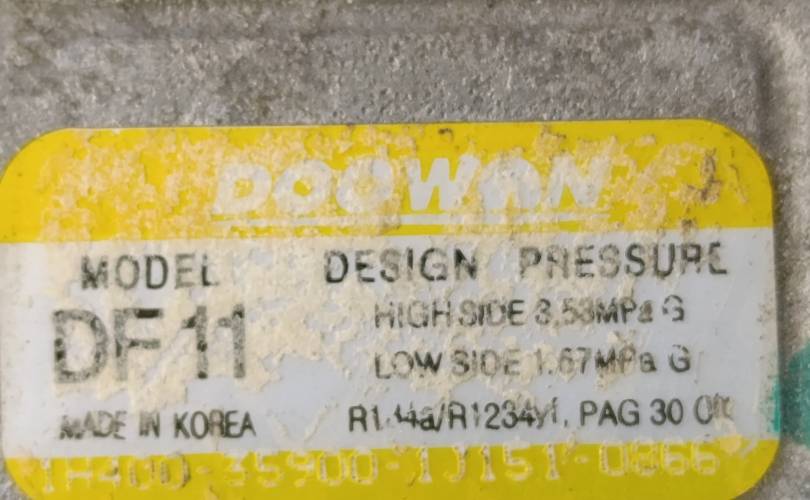 DOOWON
MODEL
DESIGN PRESSURE
DF11
HIGH SIDE 3,53MPa G
LOW SIDE 1.67MPa G
MADE IN KOREA
R134a/R1234yf, PAG 30 Oil